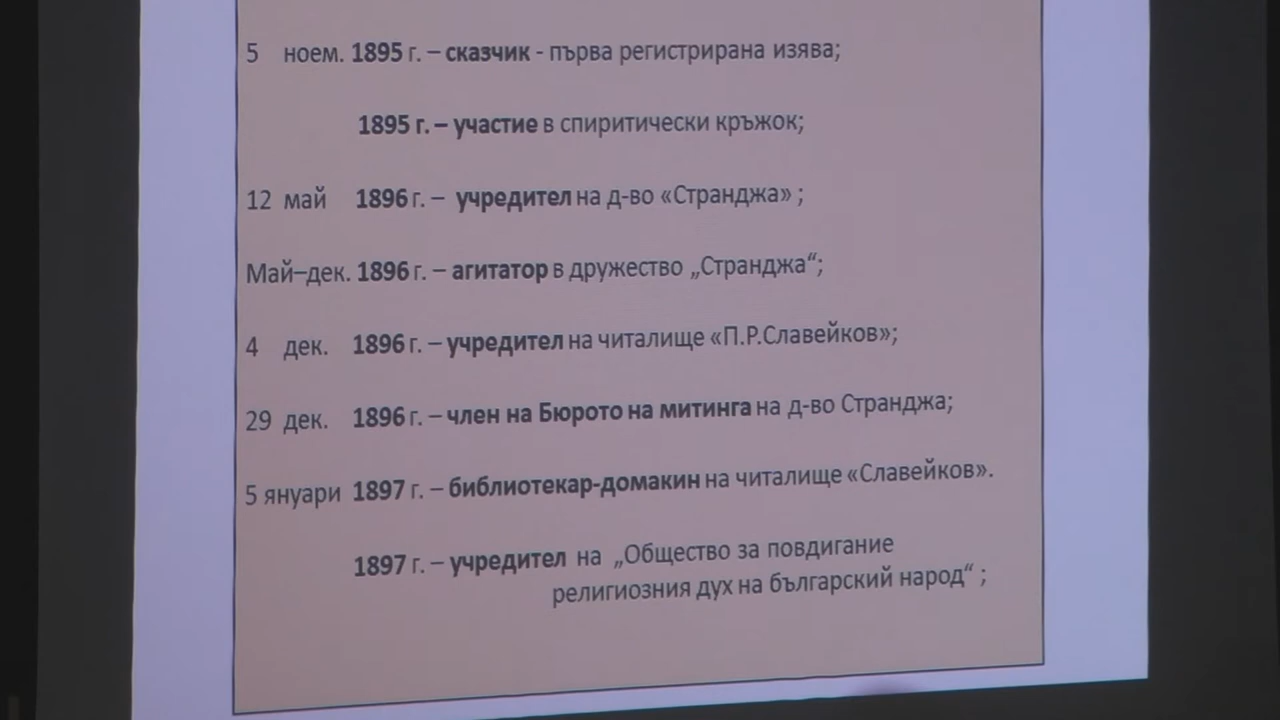 5 ноем. 1895 г. – сказчик - първа регистрирана изява;
1895 г. – участие в спиритически кръжок;
12 май 1896 г. – учредител на д-во «Странджа» ;
Май–дек. 1896 г. – агитатор в дружество „Странджа“;
4 дек. 1896 г. – учредител на читалище «П.Р.Славейков»;
29 дек. 1896 г. – член на Бюрото на митинга на д-во Странджа;
5 януари 1897 г. – библиотекар-домакин на читалище «Славейков».
1897 г. – учредител на „Общество за повдигание
религиозния дух на българский народ“ ;